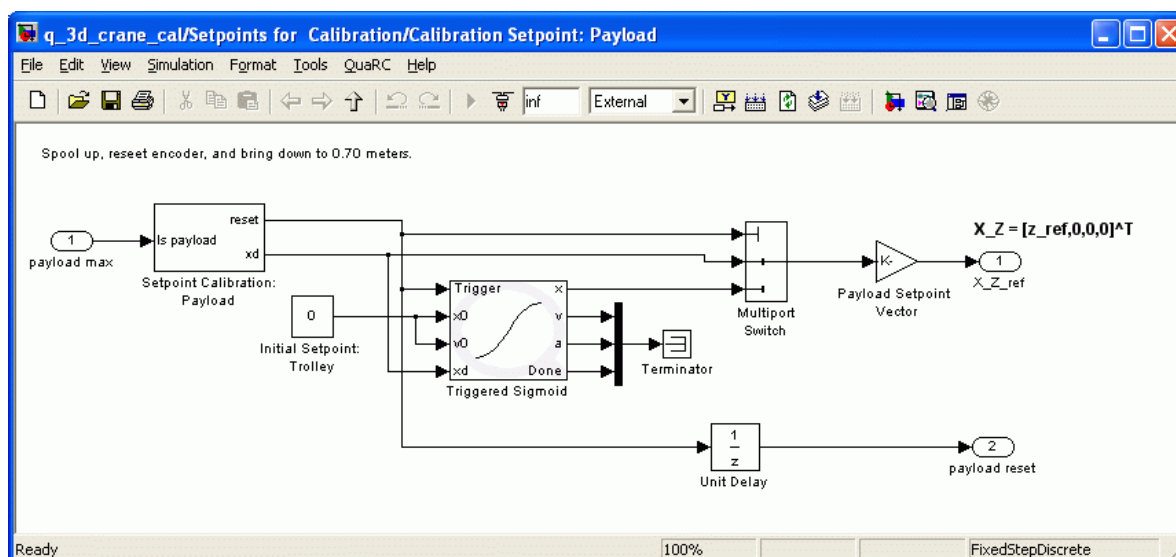 q_3d_crane_cal/Setpoints for Calibration/Calibration Setpoint: Payload
File Edit View Simulation Format Tools QuaRC Help
inf External
Spool up, reseet encoder, and bring down to 0.70 meters.
1
payload max
Is payload
reset
xd
Setpoint Calibration:
Payload
0
Initial Setpoint:
Trolley
Trigger
x0
v0
xd
x
v
a
Done
Triggered Sigmoid
Terminator
Multiport
Switch
K-
Payload Setpoint
Vector
X_Z = [z_ref,0,0,0]^T
1
X_Z_ref
1
z
Unit Delay
2
payload reset
Ready 100% FixedStepDiscrete